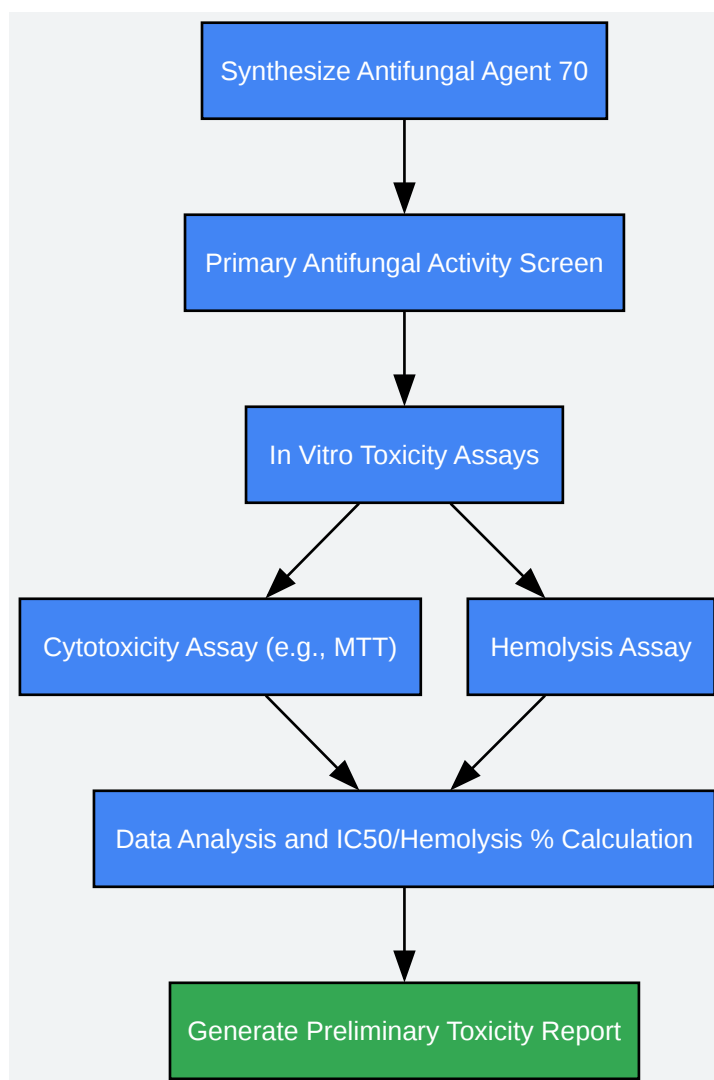 Synthesize Antifungal Agent 70
Primary Antifungal Activity Screen
In Vitro Toxicity Assays
Cytotoxicity Assay (e.g., MTT)
Hemolysis Assay
Data Analysis and IC50/Hemolysis % Calculation
Generate Preliminary Toxicity Report